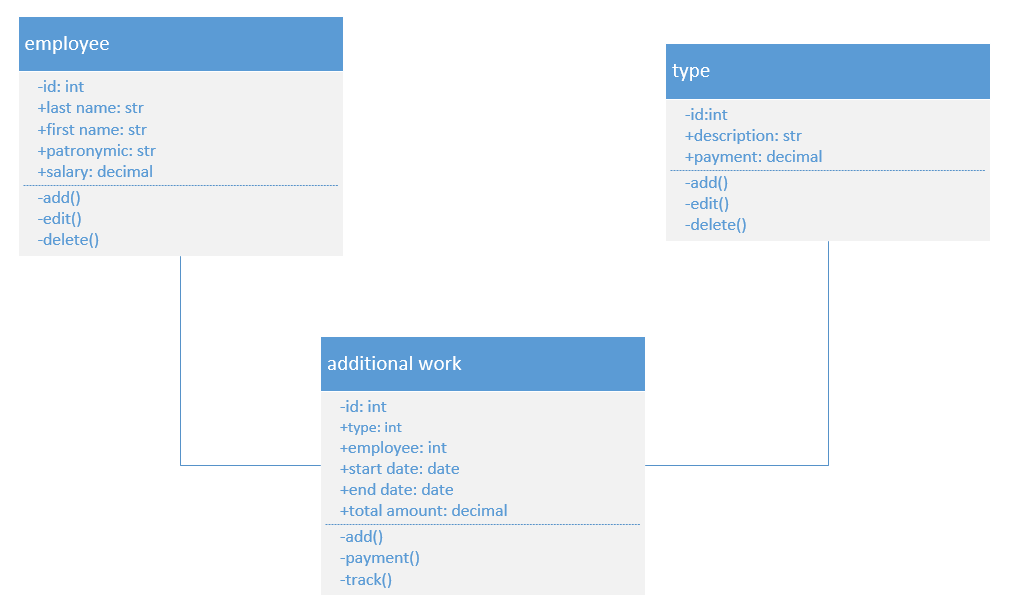 employee
-id: int
+last name: str
+first name: str
+patronymic: str
+salary: decimal
-add()
-edit()
-delete()
type
-id:int
+description: str
+payment: decimal
-add()
-edit()
-delete()
additional work
-id: int
+type: int
+employee: int
+start date: date
+end date: date
+total amount: decimal
-add()
-payment()
-track()